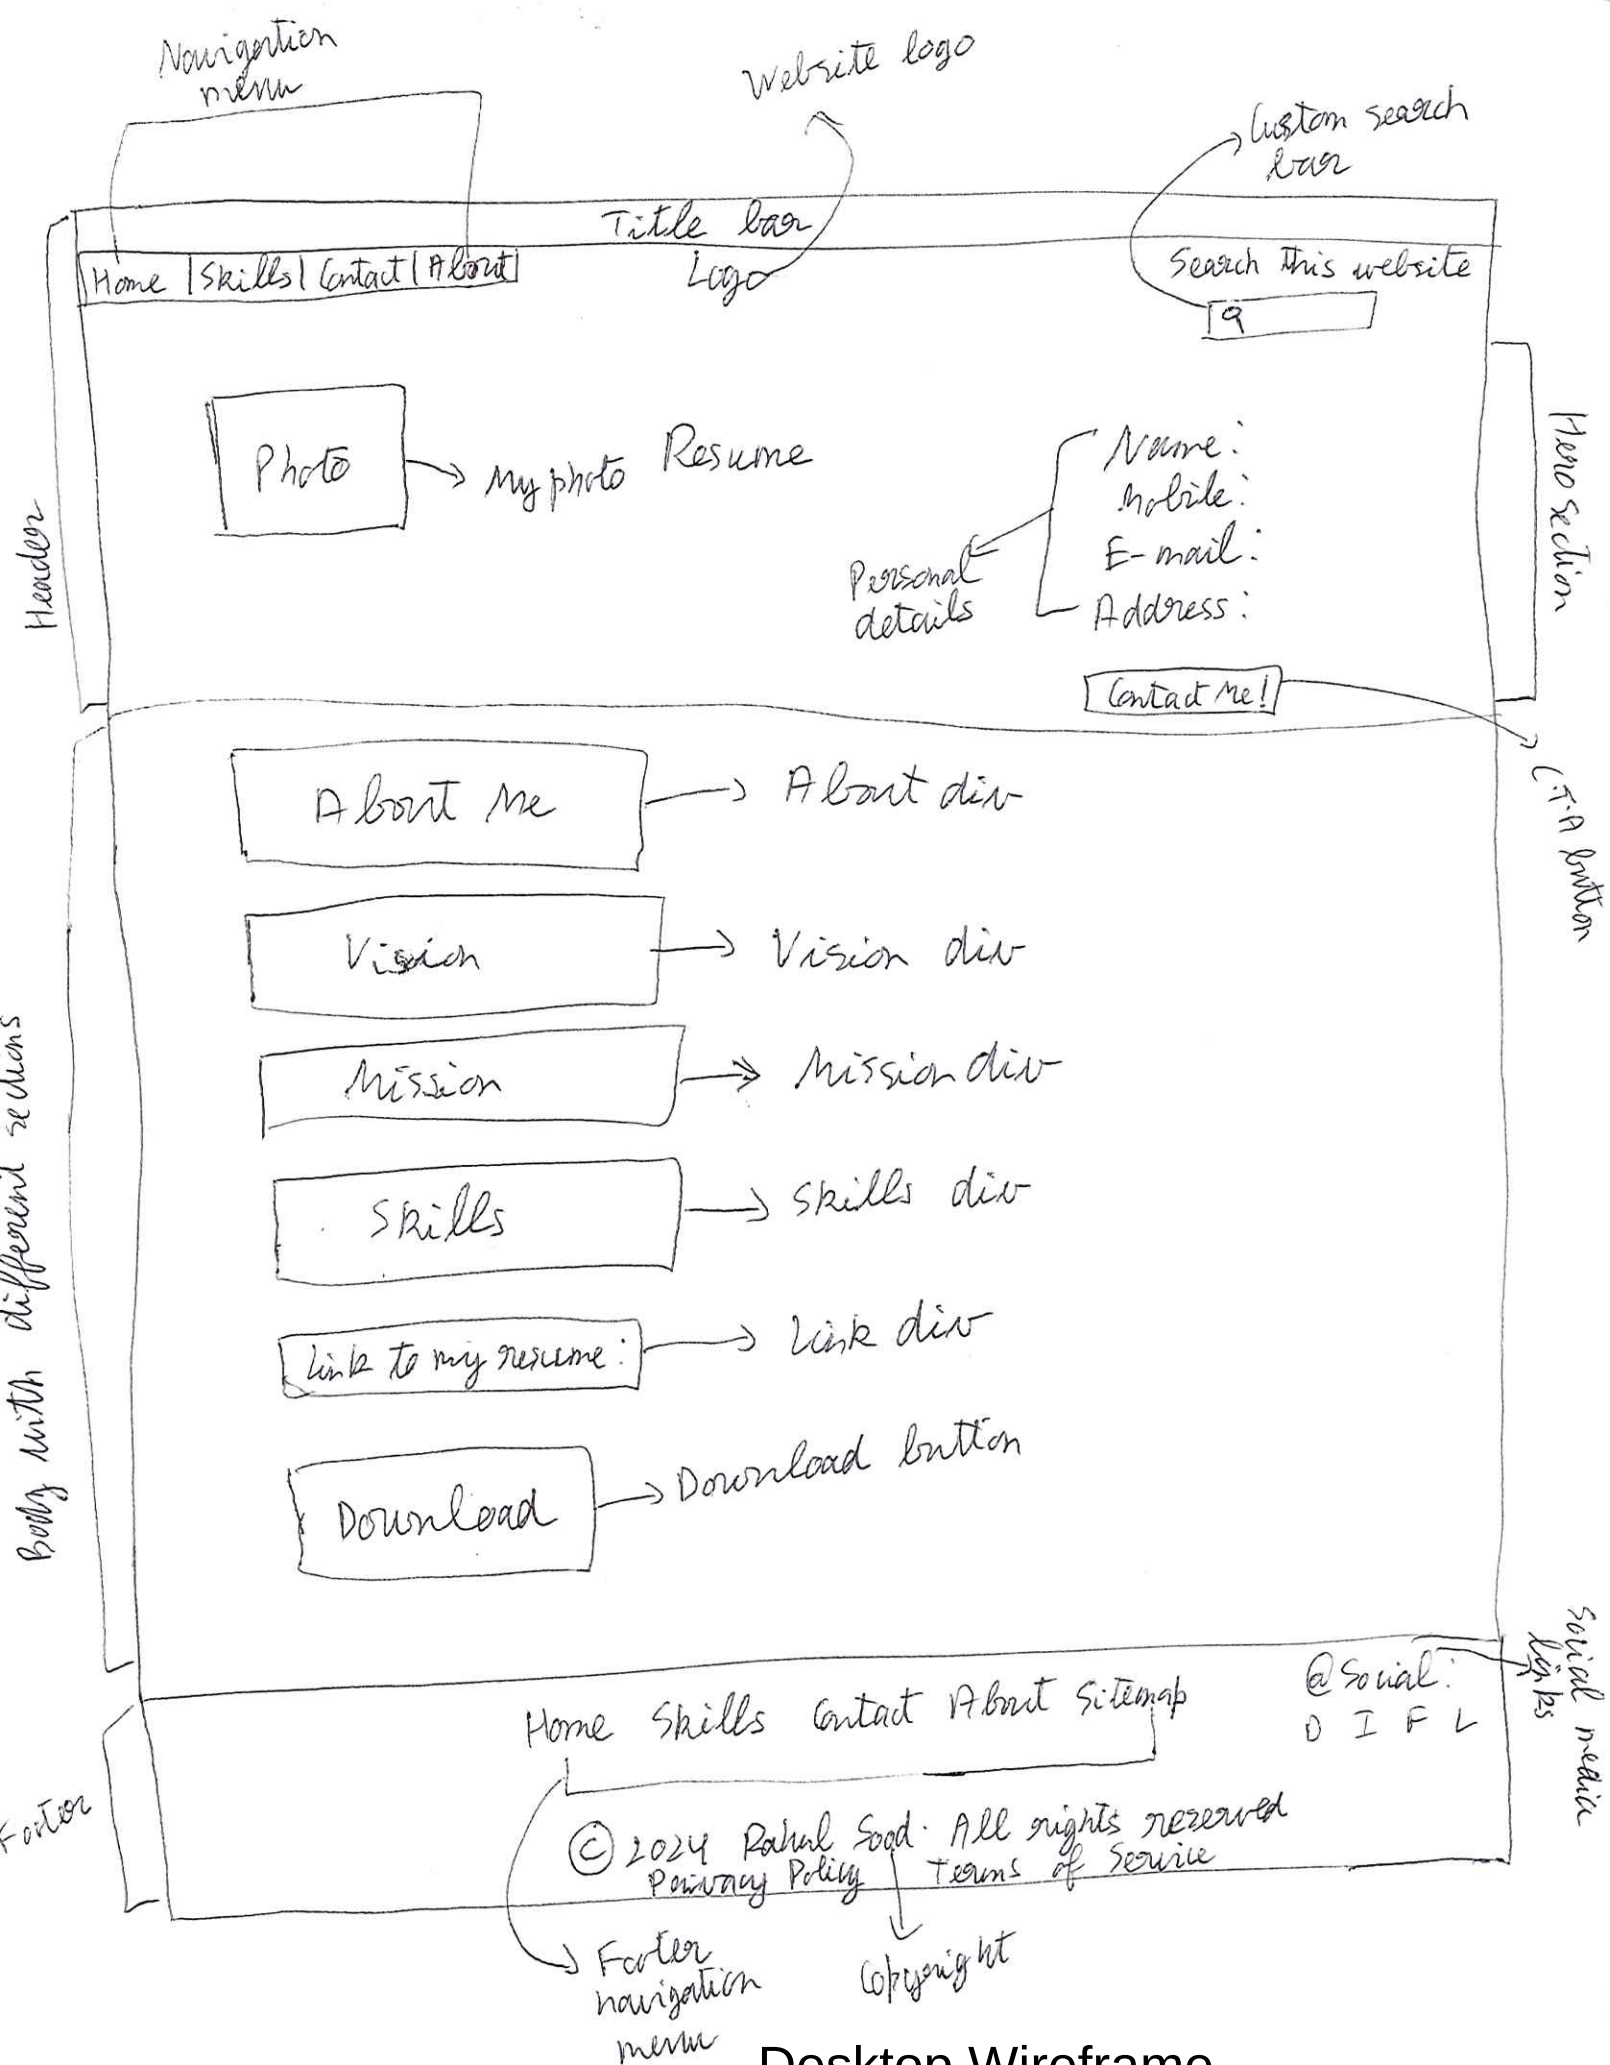 Navigation
menu
Website logo
Custom search
bar
Title bar
Home | Skills | Contact | About |
Logo
Search this website
Photo
My photo
Resume
Name:
Mobile:
E-mail:
Address:
Personal
details
Contact Me!
Header
Hero section
C.T.A button
About Me
About div
Vision
Vision div
Mission
Mission div
Skills
Skills div
Link to my resume:
Link div
Download
Download button
Body with different sections
Home Skills Contact About Sitemap
@Social:
D I F L
Social media
links
© 2024 Rahul Sood. All rights reserved
Privacy Policy Terms of Service
Footer
Footer
navigation
menu
Copyright
Desktop Wireframe